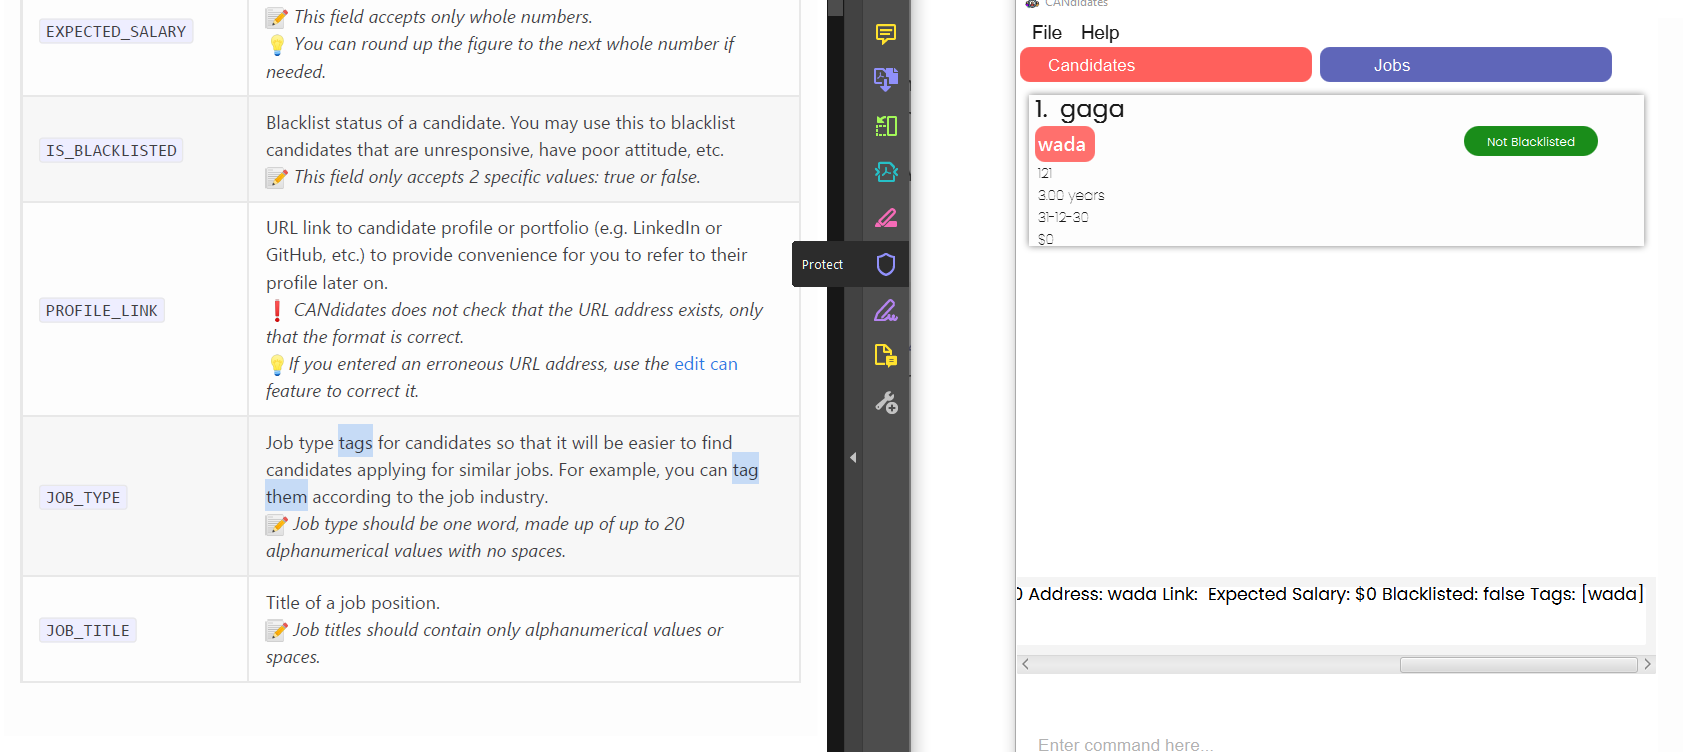 EXPECTED_SALARY
📝 This field accepts only whole numbers.
💡 You can round up the figure to the next whole number if
needed.
IS_BLACKLISTED
Blacklist status of a candidate. You may use this to blacklist
candidates that are unresponsive, have poor attitude, etc.
📝 This field only accepts 2 specific values: true or false.
PROFILE_LINK
URL link to candidate profile or portfolio (e.g. LinkedIn or
GitHub, etc.) to provide convenience for you to refer to their
profile later on.
❗ CANdidates does not check that the URL address exists, only
that the format is correct.
💡If you entered an erroneous URL address, use the edit can
feature to correct it.
JOB_TYPE
Job type tags for candidates so that it will be easier to find
candidates applying for similar jobs. For example, you can tag
them according to the job industry.
📝 Job type should be one word, made up of up to 20
alphanumerical values with no spaces.
JOB_TITLE
Title of a job position.
📝 Job titles should contain only alphanumerical values or
spaces.
Protect
CANdidates
File Help
Candidates Jobs
1. gaga
wada
Not Blacklisted
121
3.00 years
31-12-30
$0
Address: wada Link: Expected Salary: $0 Blacklisted: false Tags: [wada]
Enter command here...